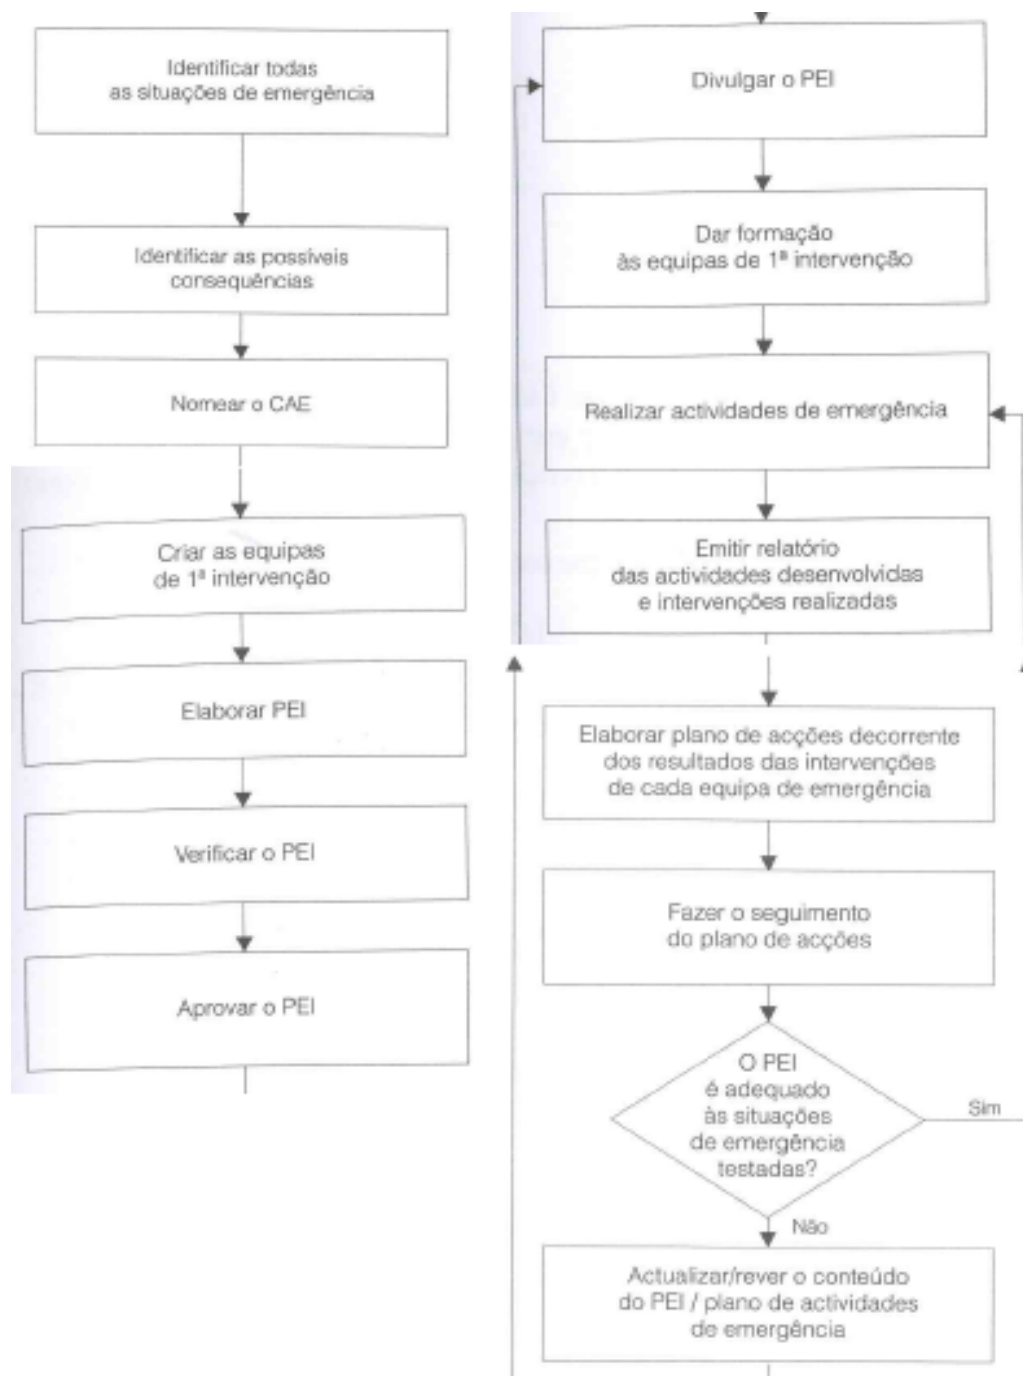 Identificar todas
as situações de emergência
Identificar as possíveis
consequências
Nomear o CAE
Criar as equipas
de 1ª intervenção
Elaborar PEI
Verificar o PEI
Aprovar o PEI
Divulgar o PEI
Dar formação
às equipas de 1ª intervenção
Realizar actividades de emergência
Emitir relatório
das actividades desenvolvidas
e intervenções realizadas
Elaborar plano de acções decorrente
dos resultados das intervenções
de cada equipa de emergência
Fazer o seguimento
do plano de acções
O PEI
é adequado
às situações
de emergência
testadas?
Sim
Não
Actualizar/rever o conteúdo
do PEI / plano de actividades
de emergência